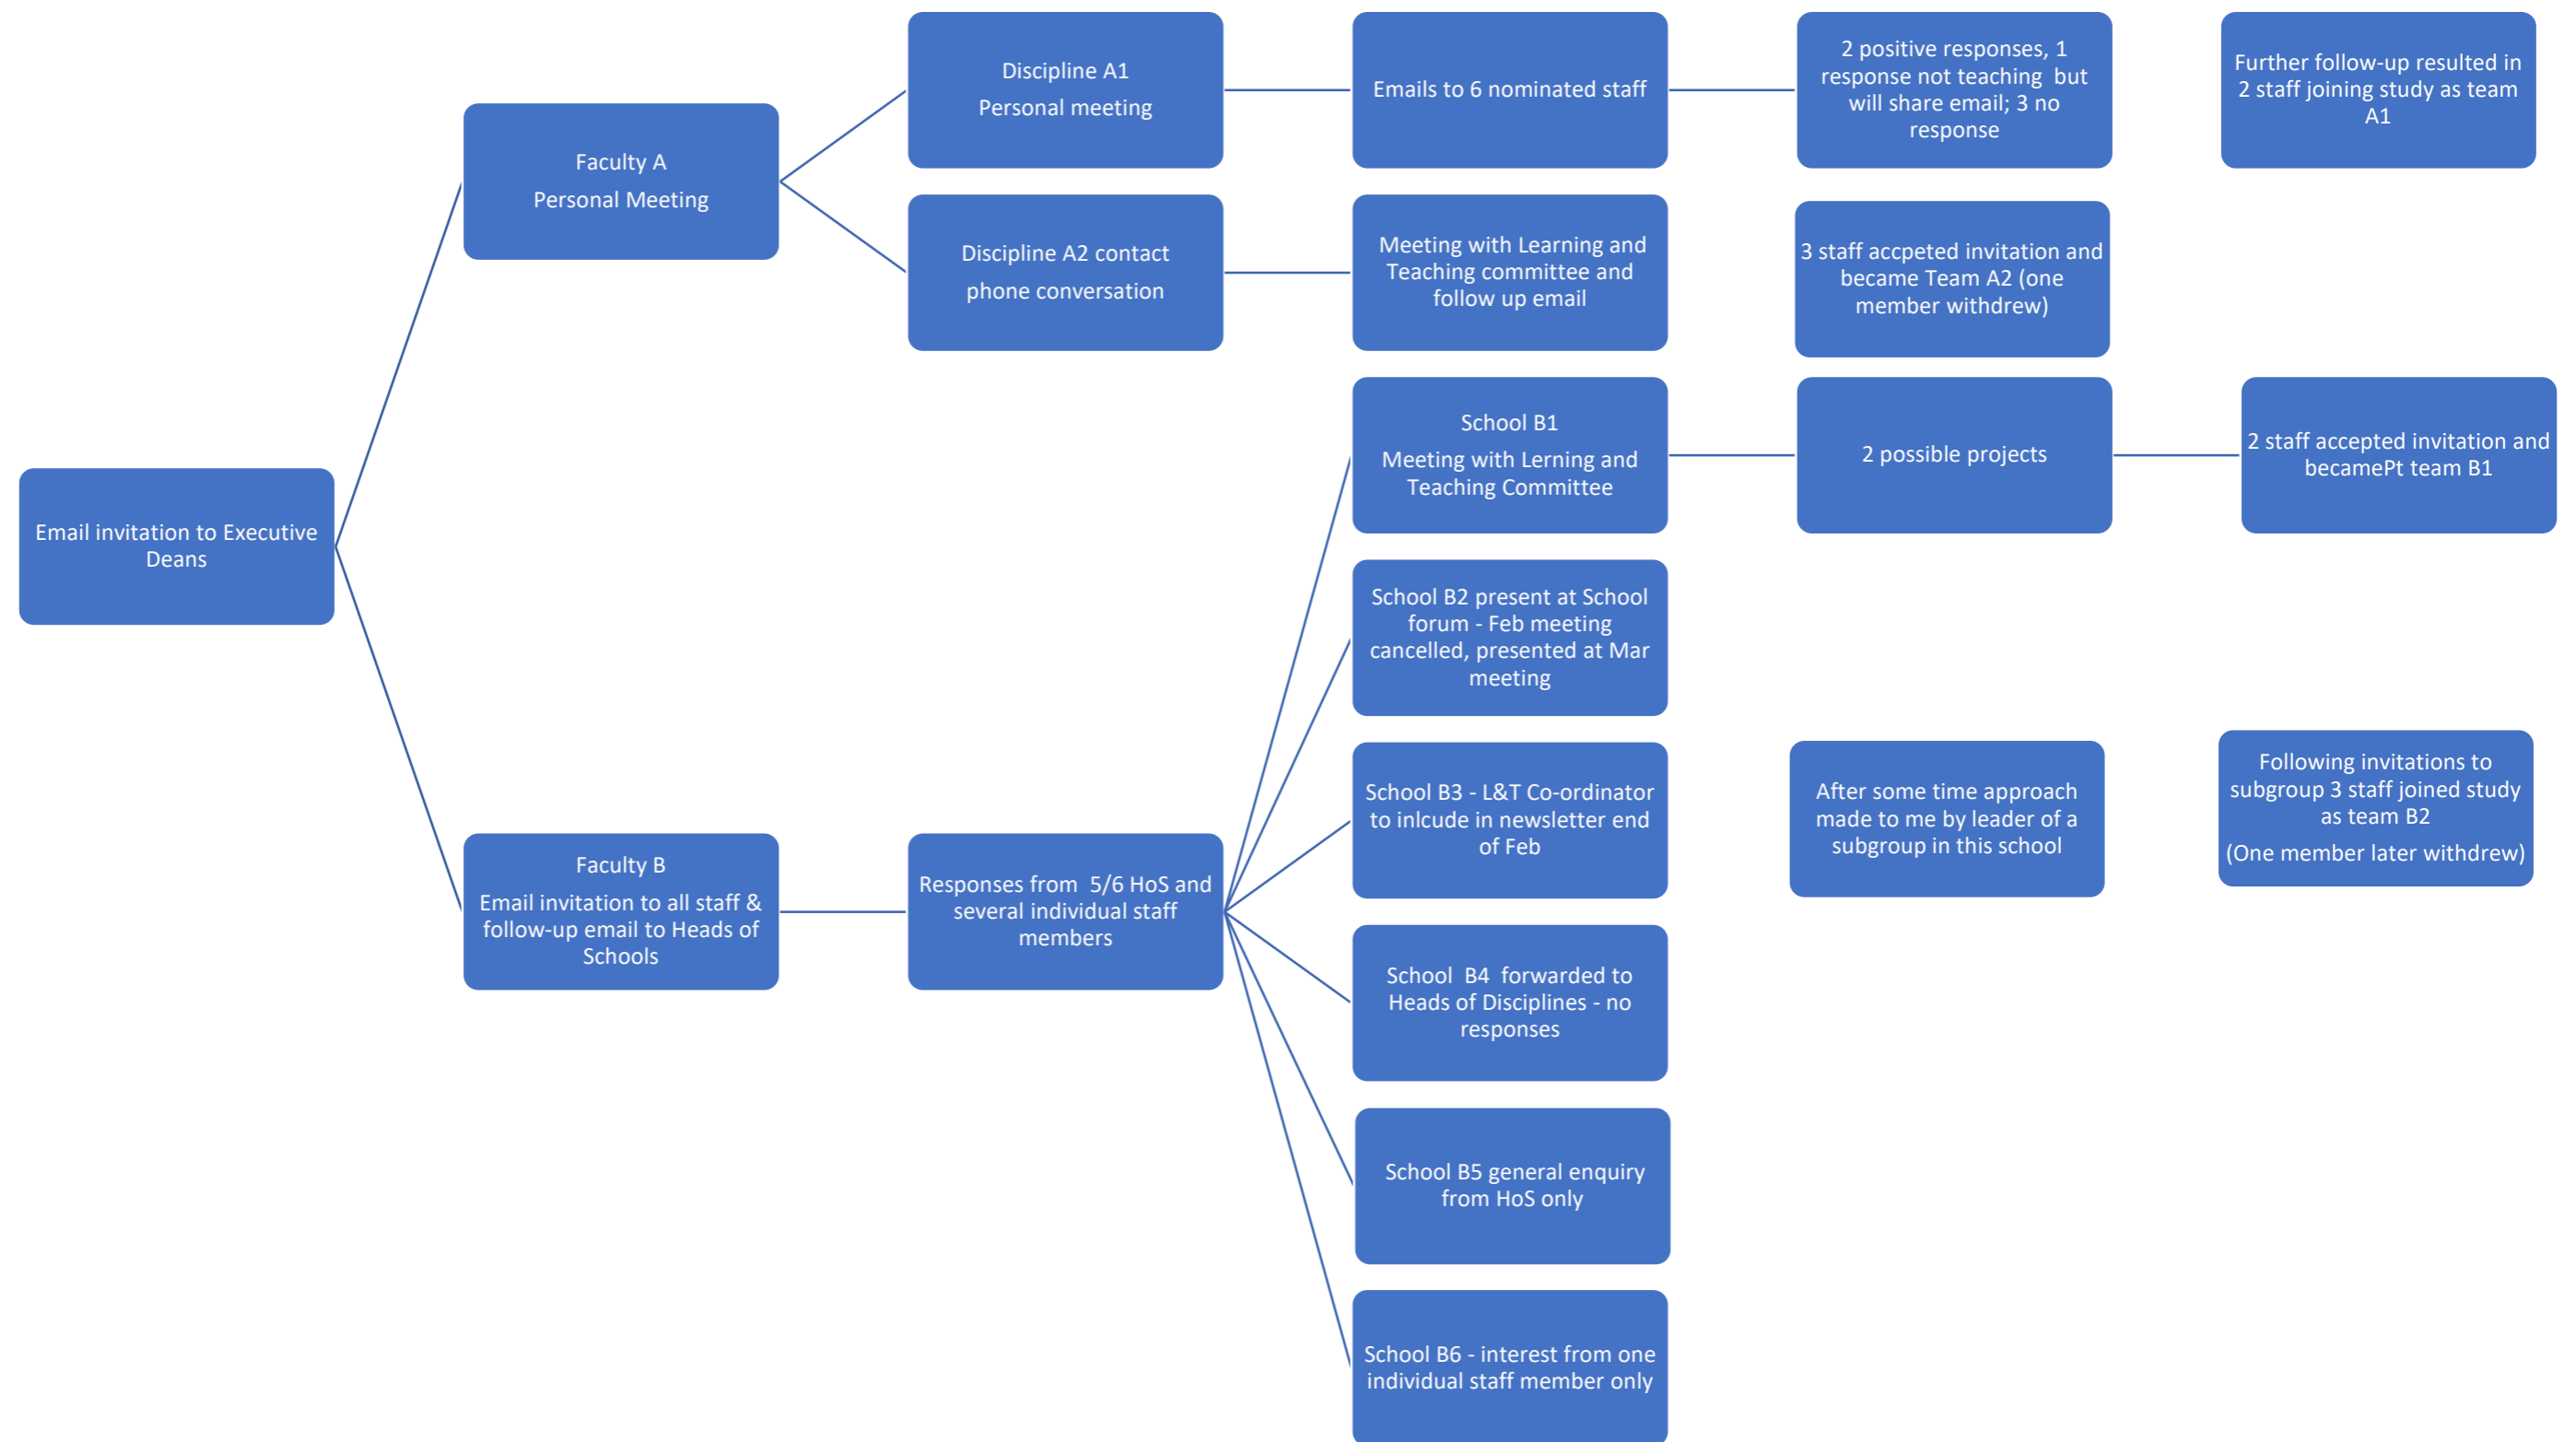 Email invitation to Executive
Deans
Faculty A
Personal Meeting
Discipline A1
Personal meeting
Emails to 6 nominated staff
2 positive responses, 1
response not teaching  but
will share email; 3 no
response
Further follow-up resulted in
2 staff joining study as team
A1
Discipline A2 contact
phone conversation
Meeting with Learning and
Teaching committee and
follow up email
3 staff accpeted invitation and
became Team A2 (one
member withdrew)
Faculty B
Email invitation to all staff &
follow-up email to Heads of
Schools
Responses from  5/6 HoS and
several individual staff
members
School B1
Meeting with Lerning and
Teaching Committee
2 possible projects
2 staff accepted invitation and
becamePt team B1
School B2 present at School
forum - Feb meeting
cancelled, presented at Mar
meeting
School B3 - L&T Co-ordinator
to inlcude in newsletter end
of Feb
After some time approach
made to me by leader of a
subgroup in this school
Following invitations to
subgroup 3 staff joined study
as team B2
(One member later withdrew)
School  B4  forwarded to
Heads of Disciplines - no
responses
School B5 general enquiry
from HoS only
School B6 - interest from one
individual staff member only